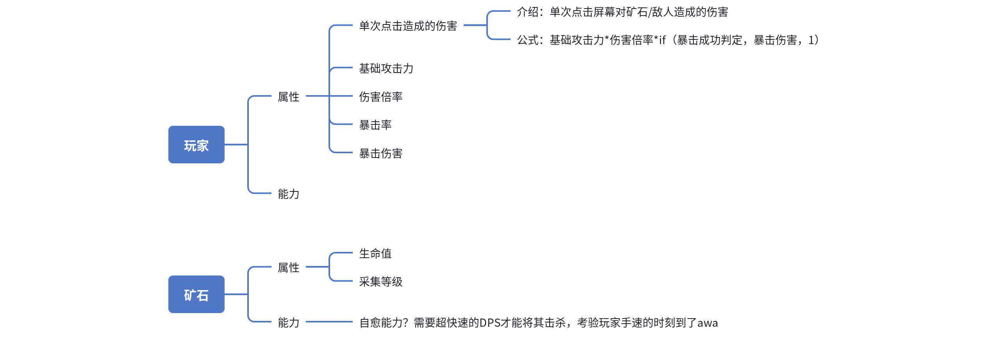 玩家
属性
单次点击造成的伤害
介绍：单次点击屏幕对矿石/敌人造成的伤害
公式：基础攻击力*伤害倍率*if（暴击成功判定，暴击伤害，1）
基础攻击力
伤害倍率
暴击率
暴击伤害
能力
矿石
属性
生命值
采集等级
能力
自愈能力？需要超快速的DPS才能将其击杀，考验玩家手速的时刻到了awa